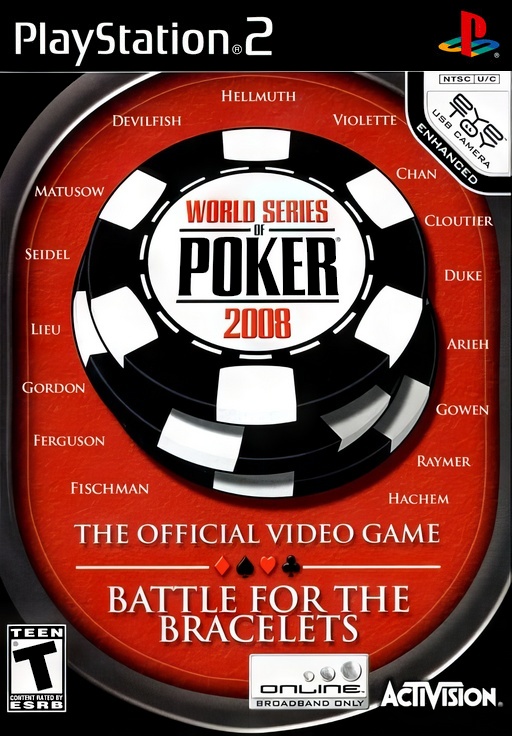 PlayStation®2
®
NTSC U/C
EYE TOY
USB CAMERA
ENHANCED
HELLMUTH
DEVILFISH
VIOLETTE
MATUSOW
CHAN
CLOUTIER
SEIDEL
DUKE
LIEU
ARIEH
GORDON
GOWEN
FERGUSON
RAYMER
FISCHMAN
HACHEM
WORLD SERIES
OF
POKER®
2008
THE OFFICIAL VIDEO GAME
BATTLE FOR THE
BRACELETS
TEEN
T
®
CONTENT RATED BY
ESRB
ONLINE
BROADBAND ONLY
ACTIVISION®